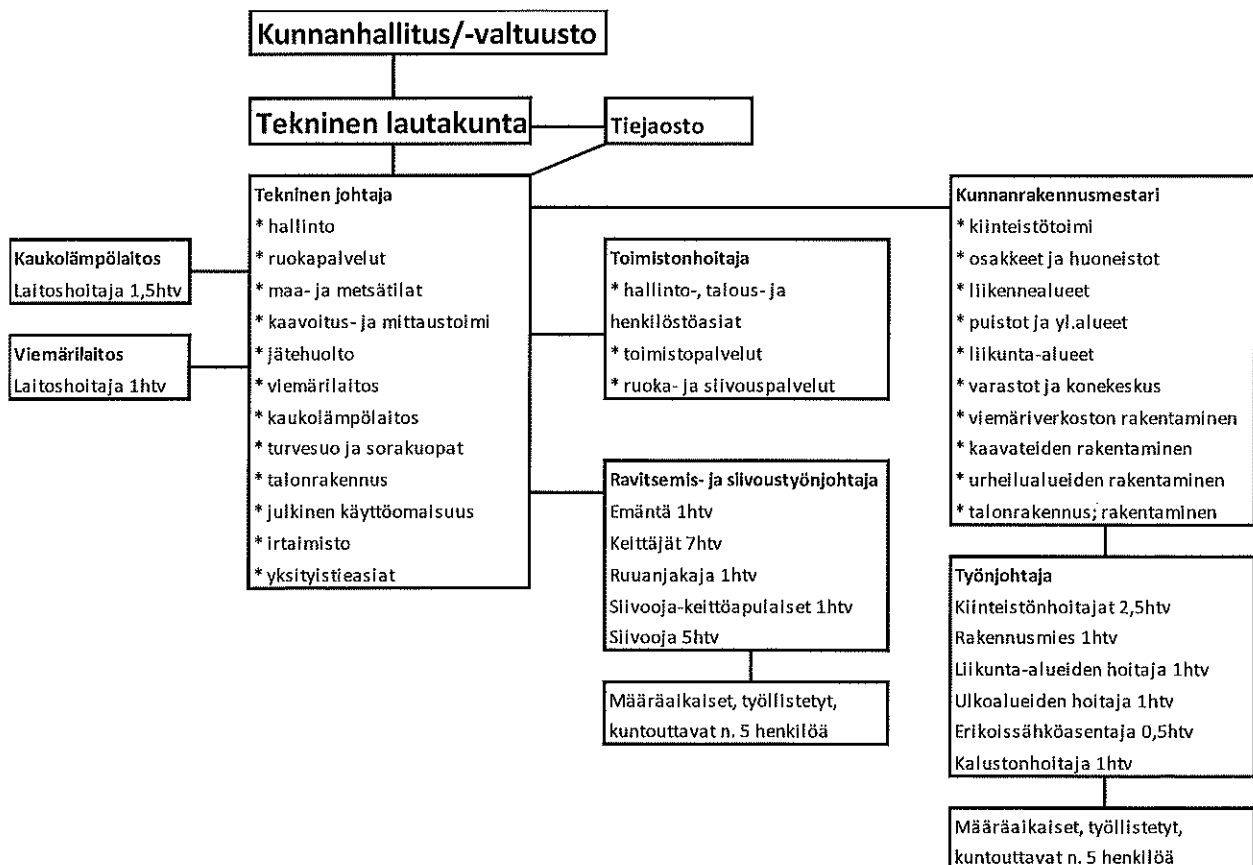 Kunnanhallitus/-valtuusto
Tekninen lautakunta
Tiejaosto
Tekninen johtaja
* hallinto
* ruokapalvelut
* maa- ja metsätilat
* kaavoitus- ja mittaustoimi
* jätehuolto
* viemärilaitos
* kaukolämpölaitos
* turvesuo ja sorakuopat
* talonrakennus
* julkinen käyttöomaisuus
* irtaimisto
* yksityistieasiat
Kaukolämpölaitos
Laitoshoitaja 1,5htv
Viemärilaitos
Laitoshoitaja 1htv
Toimistonhoitaja
* hallinto-, talous- ja
henkilöstöasiat
* toimistopalvelut
* ruoka- ja siivouspalvelut
Ravitsemis- ja siivoustyönjohtaja
Emäntä 1htv
Keittäjät 7htv
Ruuanjakaja 1htv
Siivooja-keittöapulaiset 1htv
Siivooja 5htv
Määräaikaiset, työllistetyt,
kuntouttavat n. 5 henkilöä
Kunnanrakennusmestari
* kiinteistötoimi
* osakkeet ja huoneistot
* liikennealueet
* puistot ja yl.alueet
* liikunta-alueet
* varastot ja konekeskus
* viemäriverkoston rakentaminen
* kaavateiden rakentaminen
* urheilualueiden rakentaminen
* talonrakennus; rakentaminen
Työnjohtaja
Kiinteistönhoitajat 2,5htv
Rakennusmies 1htv
Liikunta-alueiden hoitaja 1htv
Ulkoalueiden hoitaja 1htv
Erikoissähköasentaja 0,5htv
Kalustonhoitaja 1htv
Määräaikaiset, työllistetyt,
kuntouttavat n. 5 henkilöä